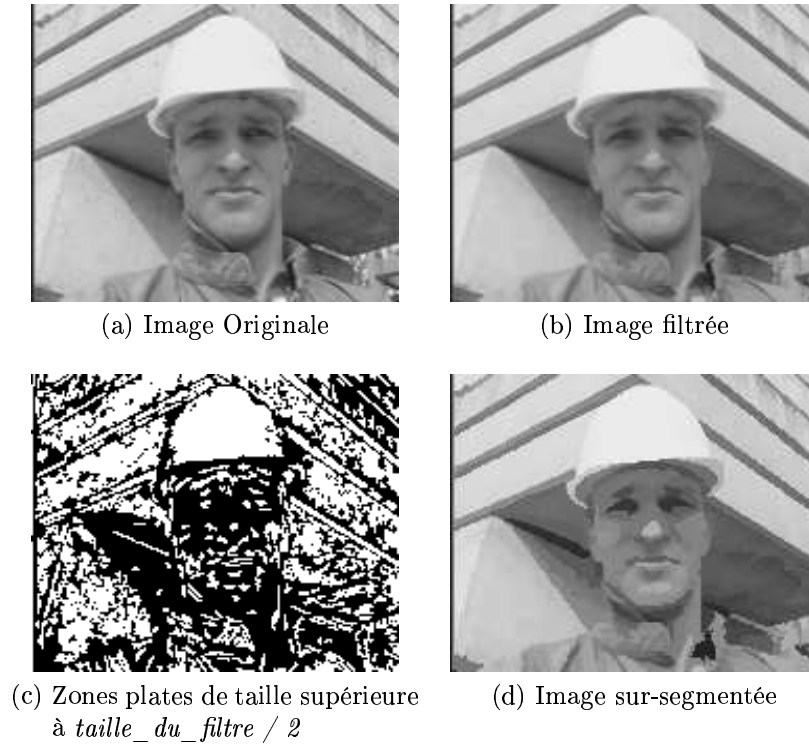 (a) Image Originale
(b) Image filtrée
(c) Zones plates de taille supérieure
à taille_du_filtre / 2
(d) Image sur-segmentée